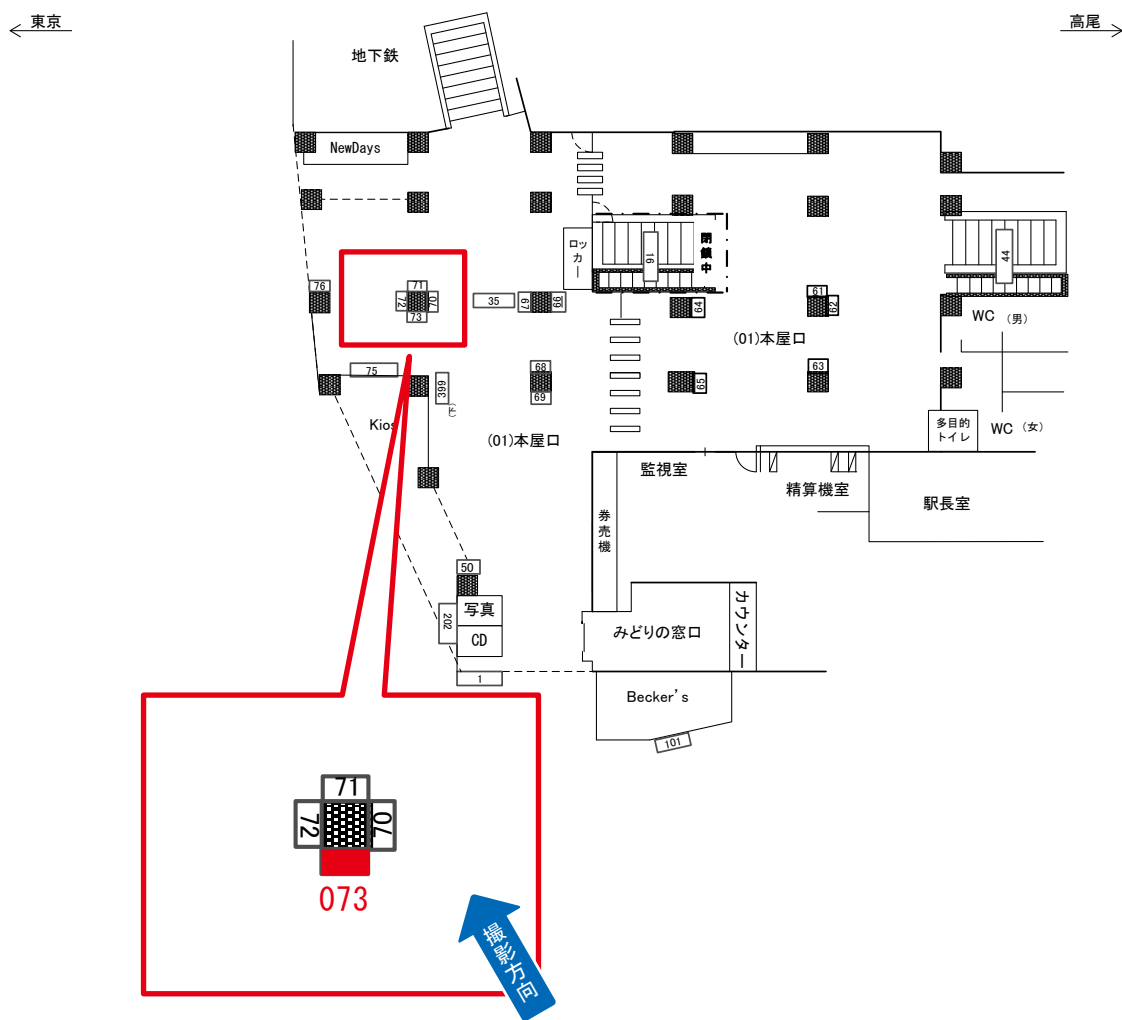 東京
高尾
地下鉄
NewDays
ロッカー
16
閉鎖中
44
76
71
72
70
73
35
67
66
64
61
62
(01)本屋口
WC (男)
75
399
(下)
68
69
65
63
Kios
(01)本屋口
多目的
トイレ
WC (女)
監視室
精算機室
駅長室
券売機
50
写真
202
CD
1
みどりの窓口
カウンター
Becker's
101
71
72
70
073
撮影方向